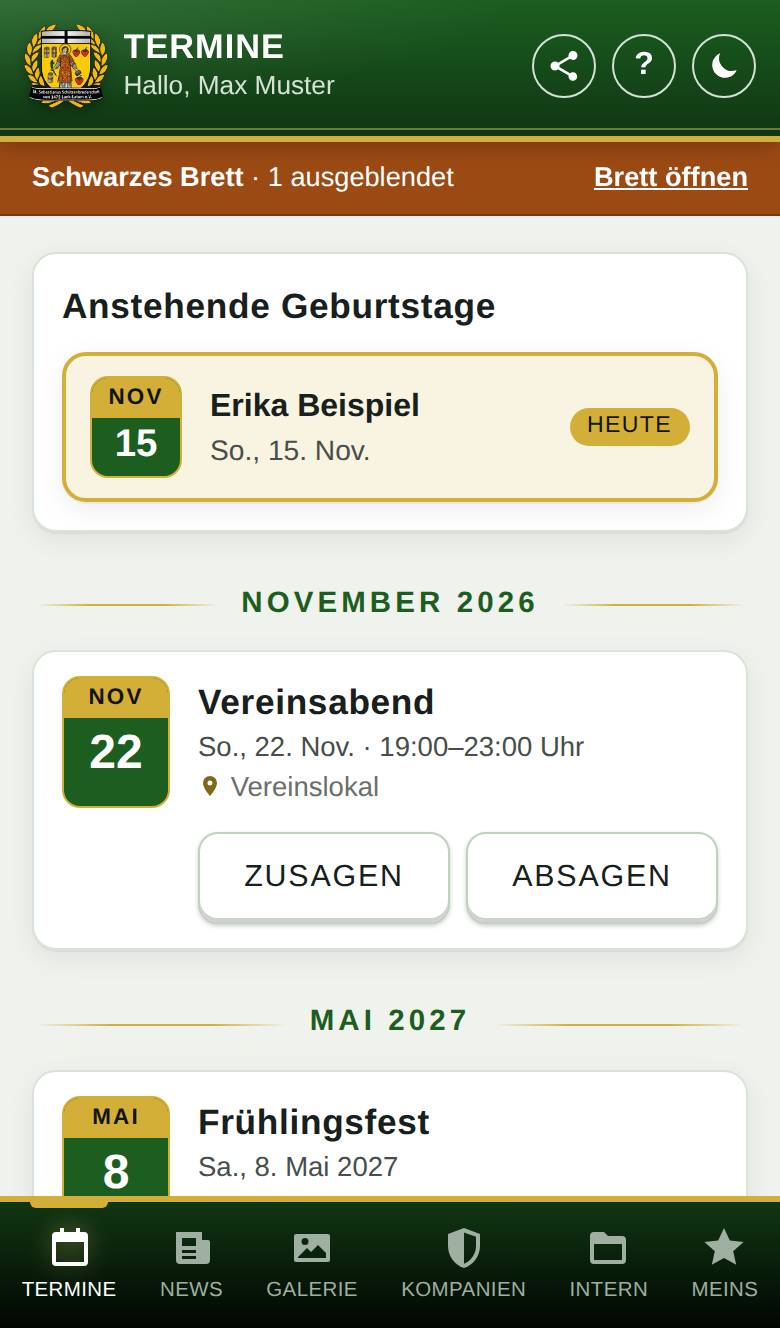 TERMINE
Hallo, Max Muster
?
Schwarzes Brett · 1 ausgeblendet
Brett öffnen
Anstehende Geburtstage
NOV
15
Erika Beispiel
So., 15. Nov.
HEUTE
NOVEMBER 2026
NOV
22
Vereinsabend
So., 22. Nov. · 19:00–23:00 Uhr
Vereinslokal
ZUSAGEN
ABSAGEN
MAI 2027
MAI
8
Frühlingsfest
Sa., 8. Mai 2027
TERMINE
NEWS
GALERIE
KOMPANIEN
INTERN
MEINS